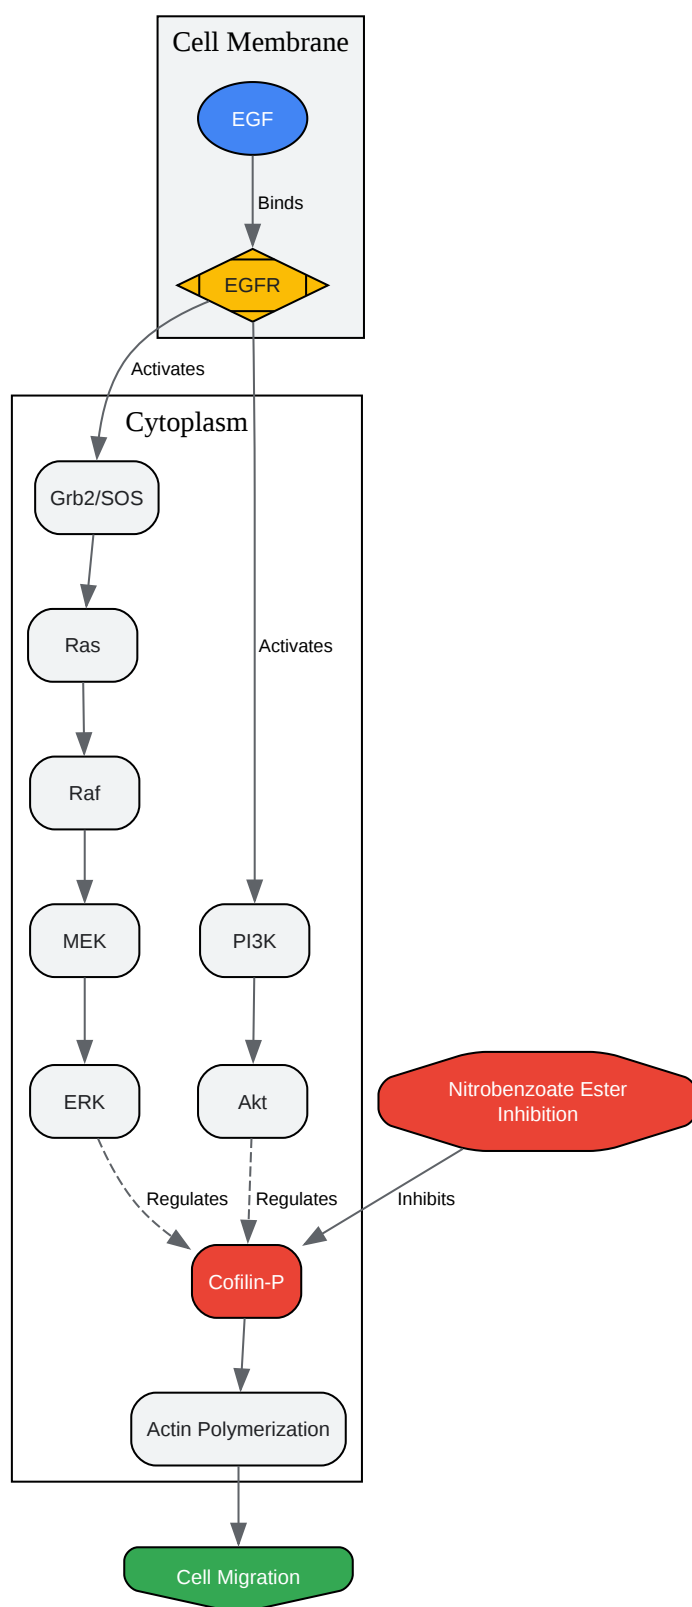 Cell Membrane
EGF
Binds
EGFR
Activates
Cytoplasm
Grb2/SOS
Ras
Activates
Raf
MEK
PI3K
ERK
Akt
Nitrobenzoate Ester
Inhibition
Regulates
Regulates
Inhibits
Cofilin-P
Actin Polymerization
Cell Migration